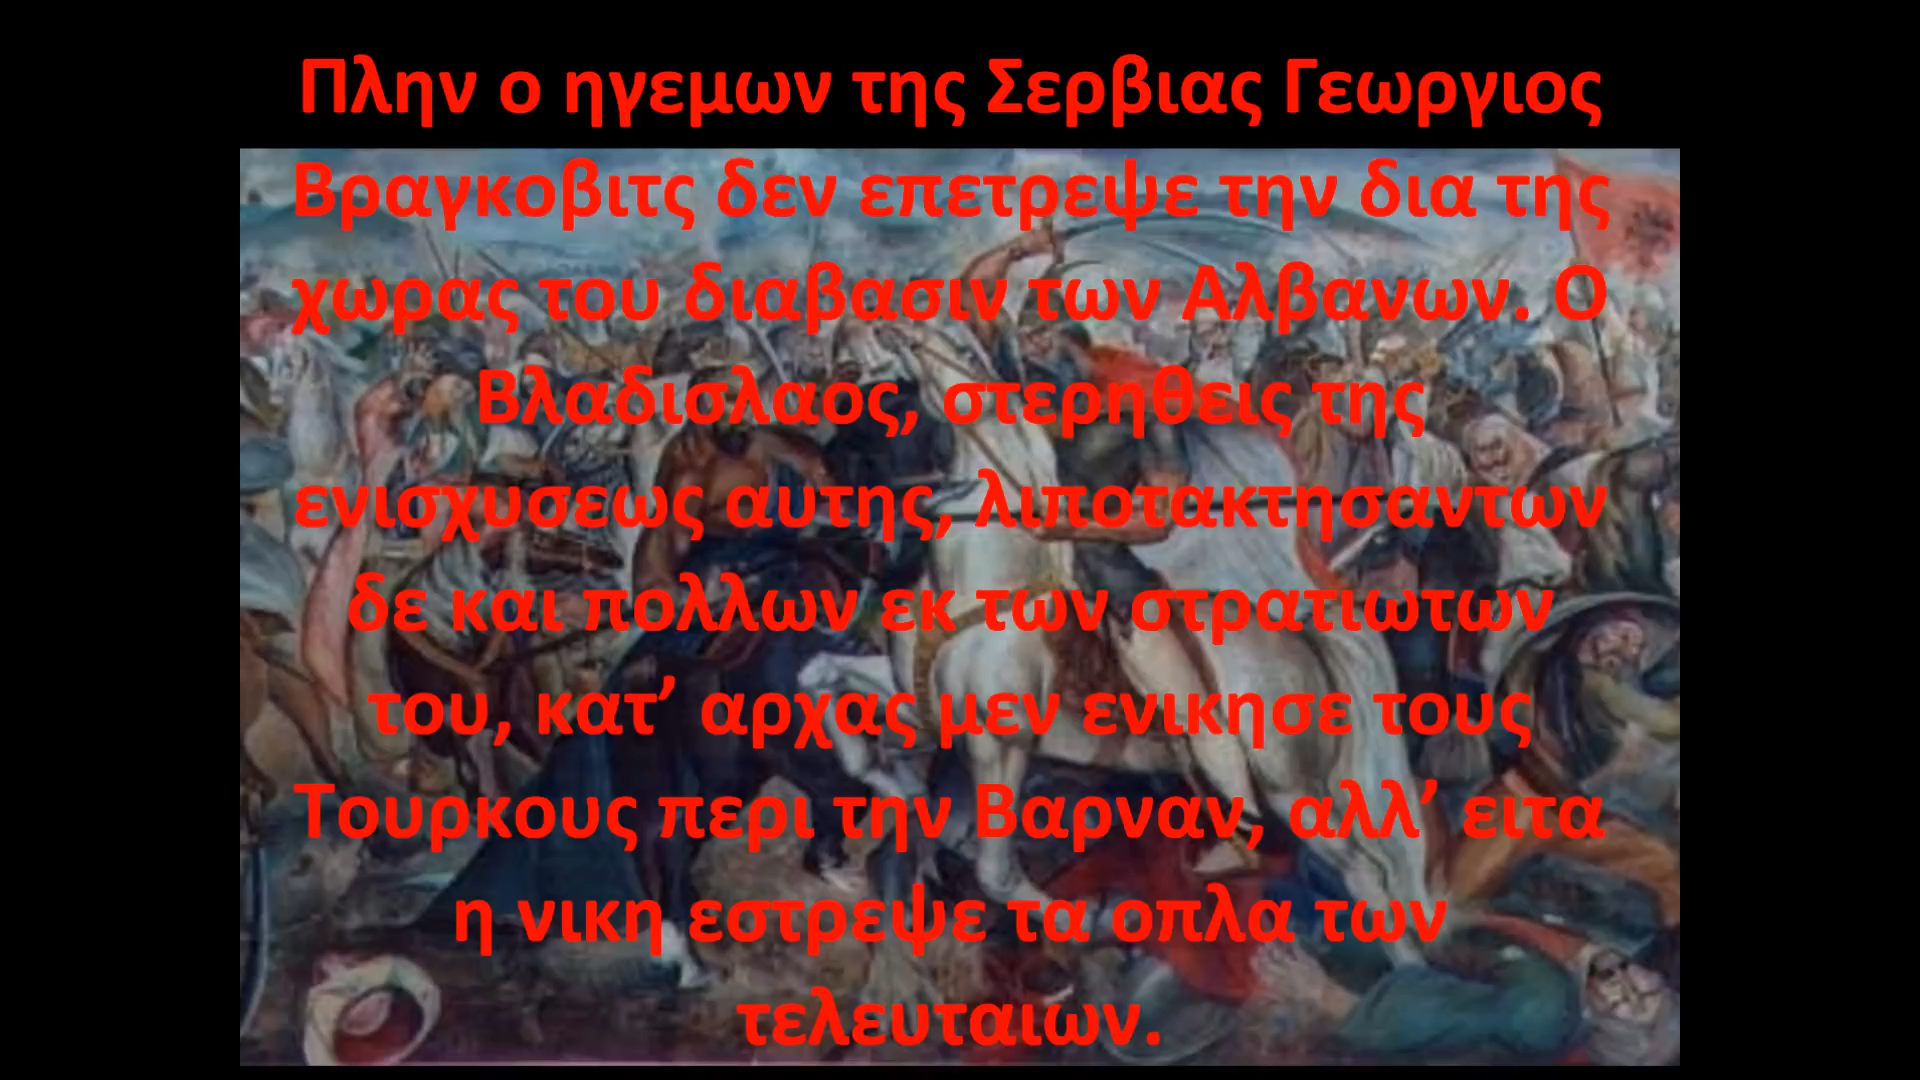 Πλην ο ηγεμων της Σερβιας Γεωργιος
Βραγκοβιτς δεν επετρεψε την δια της
χωρας του διαβασιν των Αλβανων. Ο
Βλαδισλαος, στερηθεις της
ενισχυσεως αυτης, λιποτακτησαντων
δε και πολλων εκ των στρατιωτων
του, κατ’ αρχας μεν ενικησε τους
Τουρκους περι την Βαρναν, αλλ’ ειτα
η νικη εστρεψε τα οπλα των
τελευταιων.